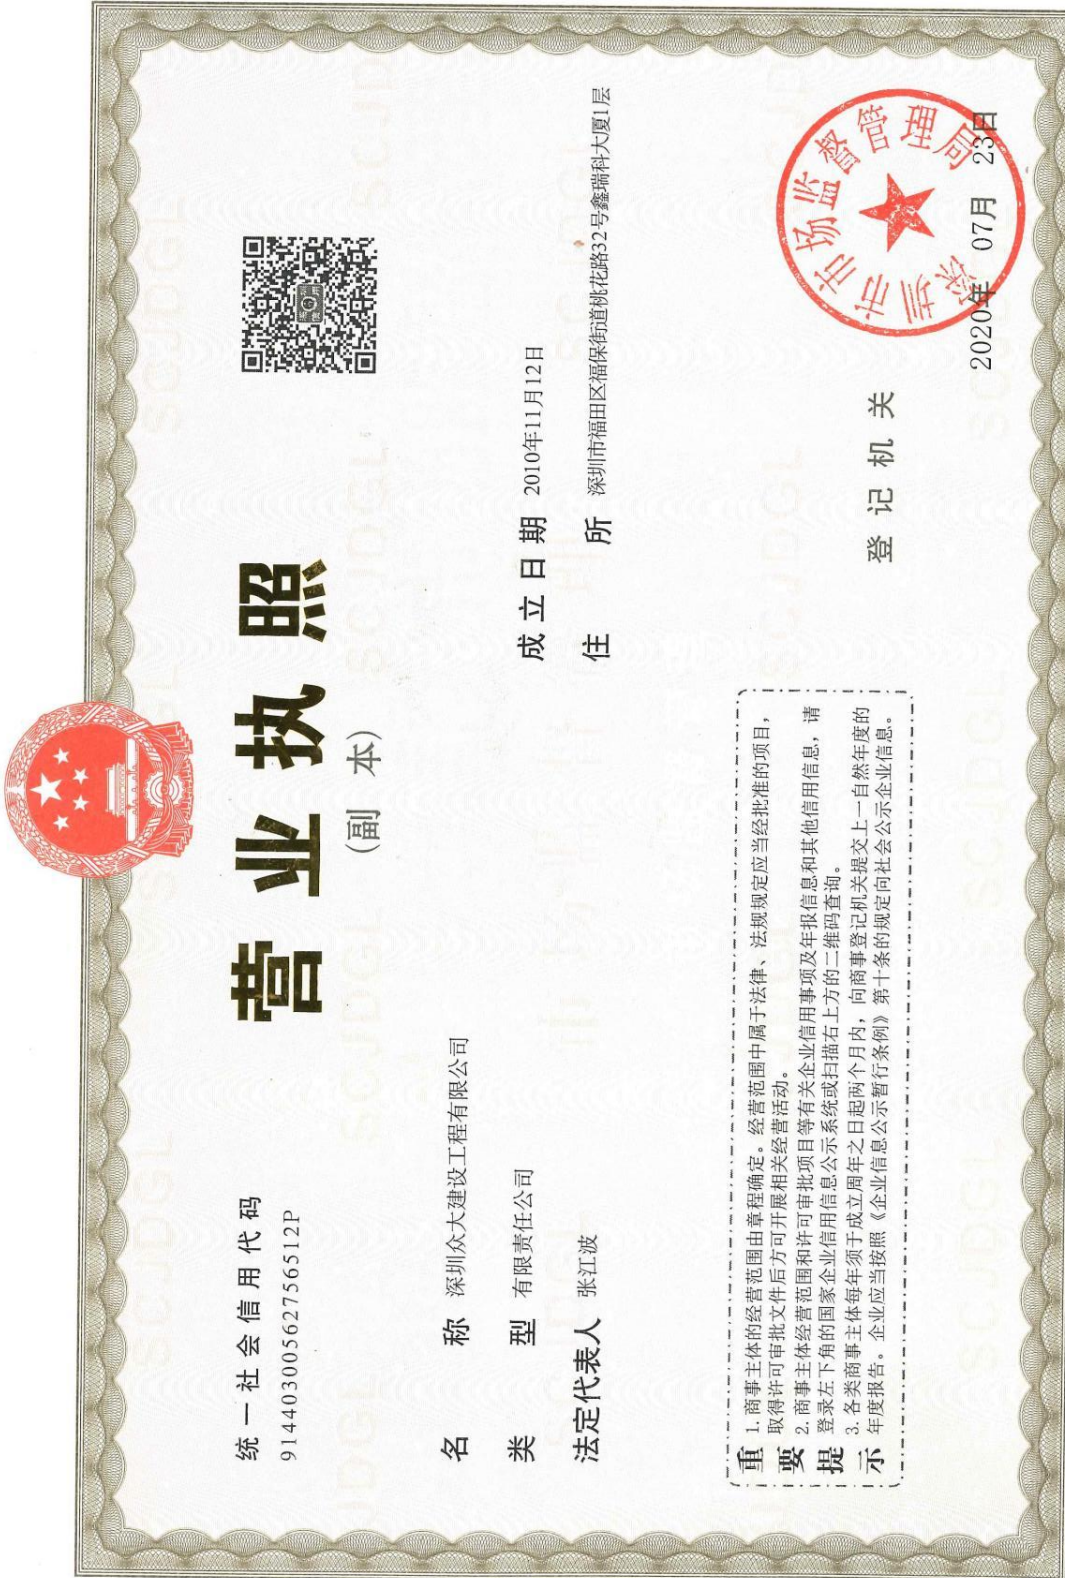 统一社会信用代码
91440300562756512P
营业执照
(副 本)
名 称 深圳众大建设工程有限公司
类 型 有限责任公司
法定代表人 张江波
成立日期 2010年11月12日
住 所 深圳市福田区福保街道桃花路32号鑫瑞科大厦1层
重要提示
1.商事主体的经营范围由章程确定。经营范围中属于法律、法规规定应当经批准的项目,
取得许可审批文件后方可开展相关经营活动。
2.商事主体经营范围和许可审批项目等有关企业信用事项及年报信息和其他信用信息,请
登录左下角的国家企业信用信息公示系统或扫描右上方的二维码查询。
3.各类商事主体每年须于成立周年之日起两个月内,向商事登记机关提交上一自然年度的
年度报告。企业应当按照《企业信息公示暂行条例》第十条的规定向社会公示企业信息。
登记机关
深圳市市场监督管理局
2020年 07月 23日
SCJDGL